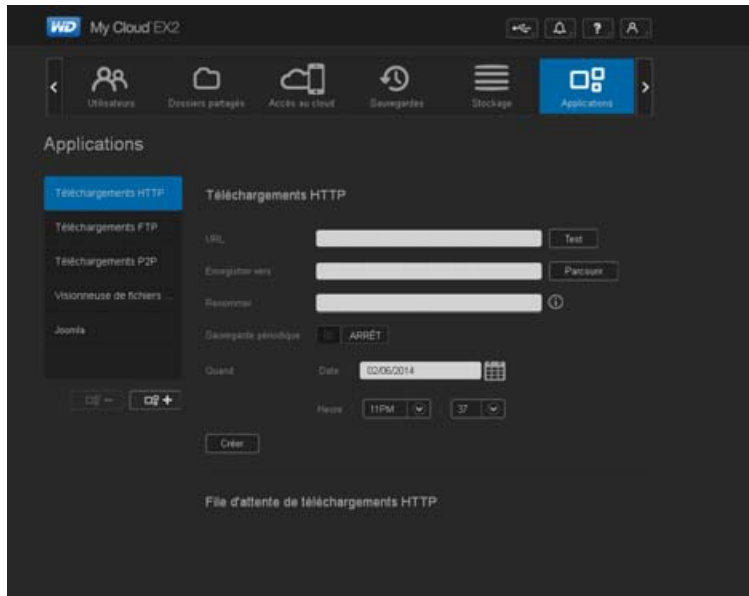 WD My Cloud EX2
Utilisateurs Dossiers partagés Accès au cloud Sauvegardes Stockage Applications
Applications
Téléchargements HTTP
Téléchargements FTP
Téléchargements P2P
Visionneuse de fichiers ...
Joomla
Téléchargements HTTP
URL Test
Enregistrer vers Parcourir
Renommer
Sauvegarde périodique ARRÊT
Quand Date 02/06/2014
Heure 11PM 37
Créer
File d'attente de téléchargements HTTP